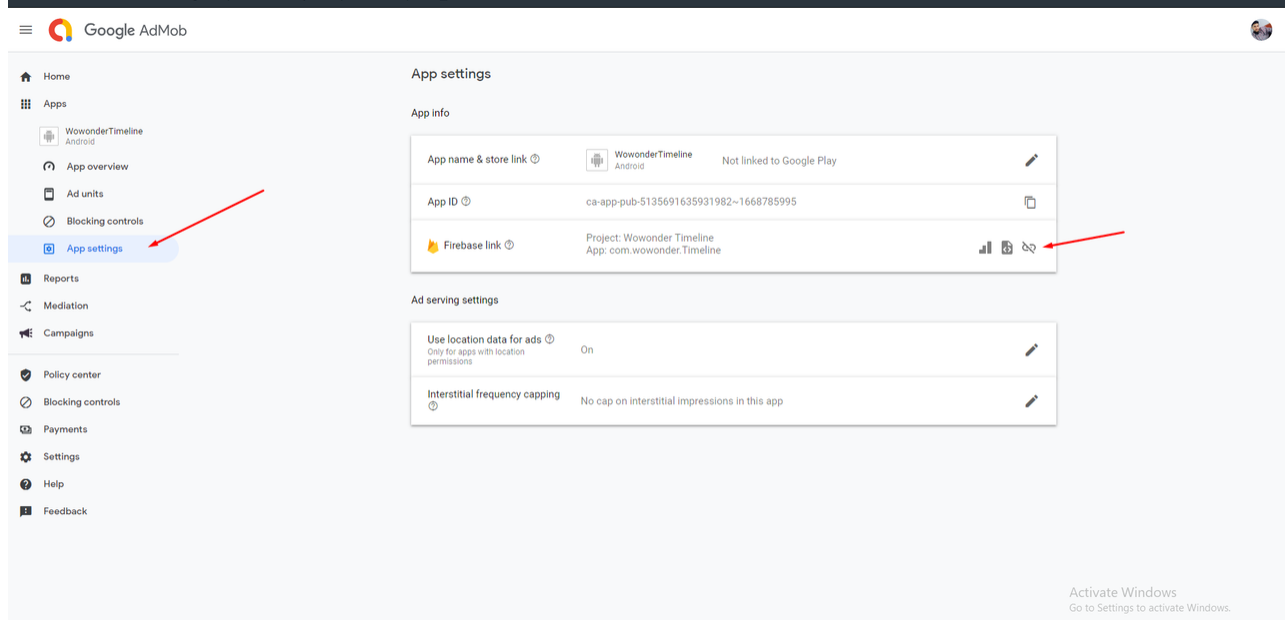 Google AdMob
Home
Apps
WowonderTimeline
Android
App overview
Ad units
Blocking controls
App settings
Reports
Mediation
Campaigns
Policy center
Blocking controls
Payments
Settings
Help
Feedback
App settings
App info
App name & store link
WowonderTimeline
Android
Not linked to Google Play
App ID
ca-app-pub-5135691635931982~1668785995
Firebase link
Project: Wowonder Timeline
App: com.wowonder.Timeline
Ad serving settings
Use location data for ads
Only for apps with location
permissions
On
Interstitial frequency capping
No cap on interstitial impressions in this app
Activate Windows
Go to Settings to activate Windows.